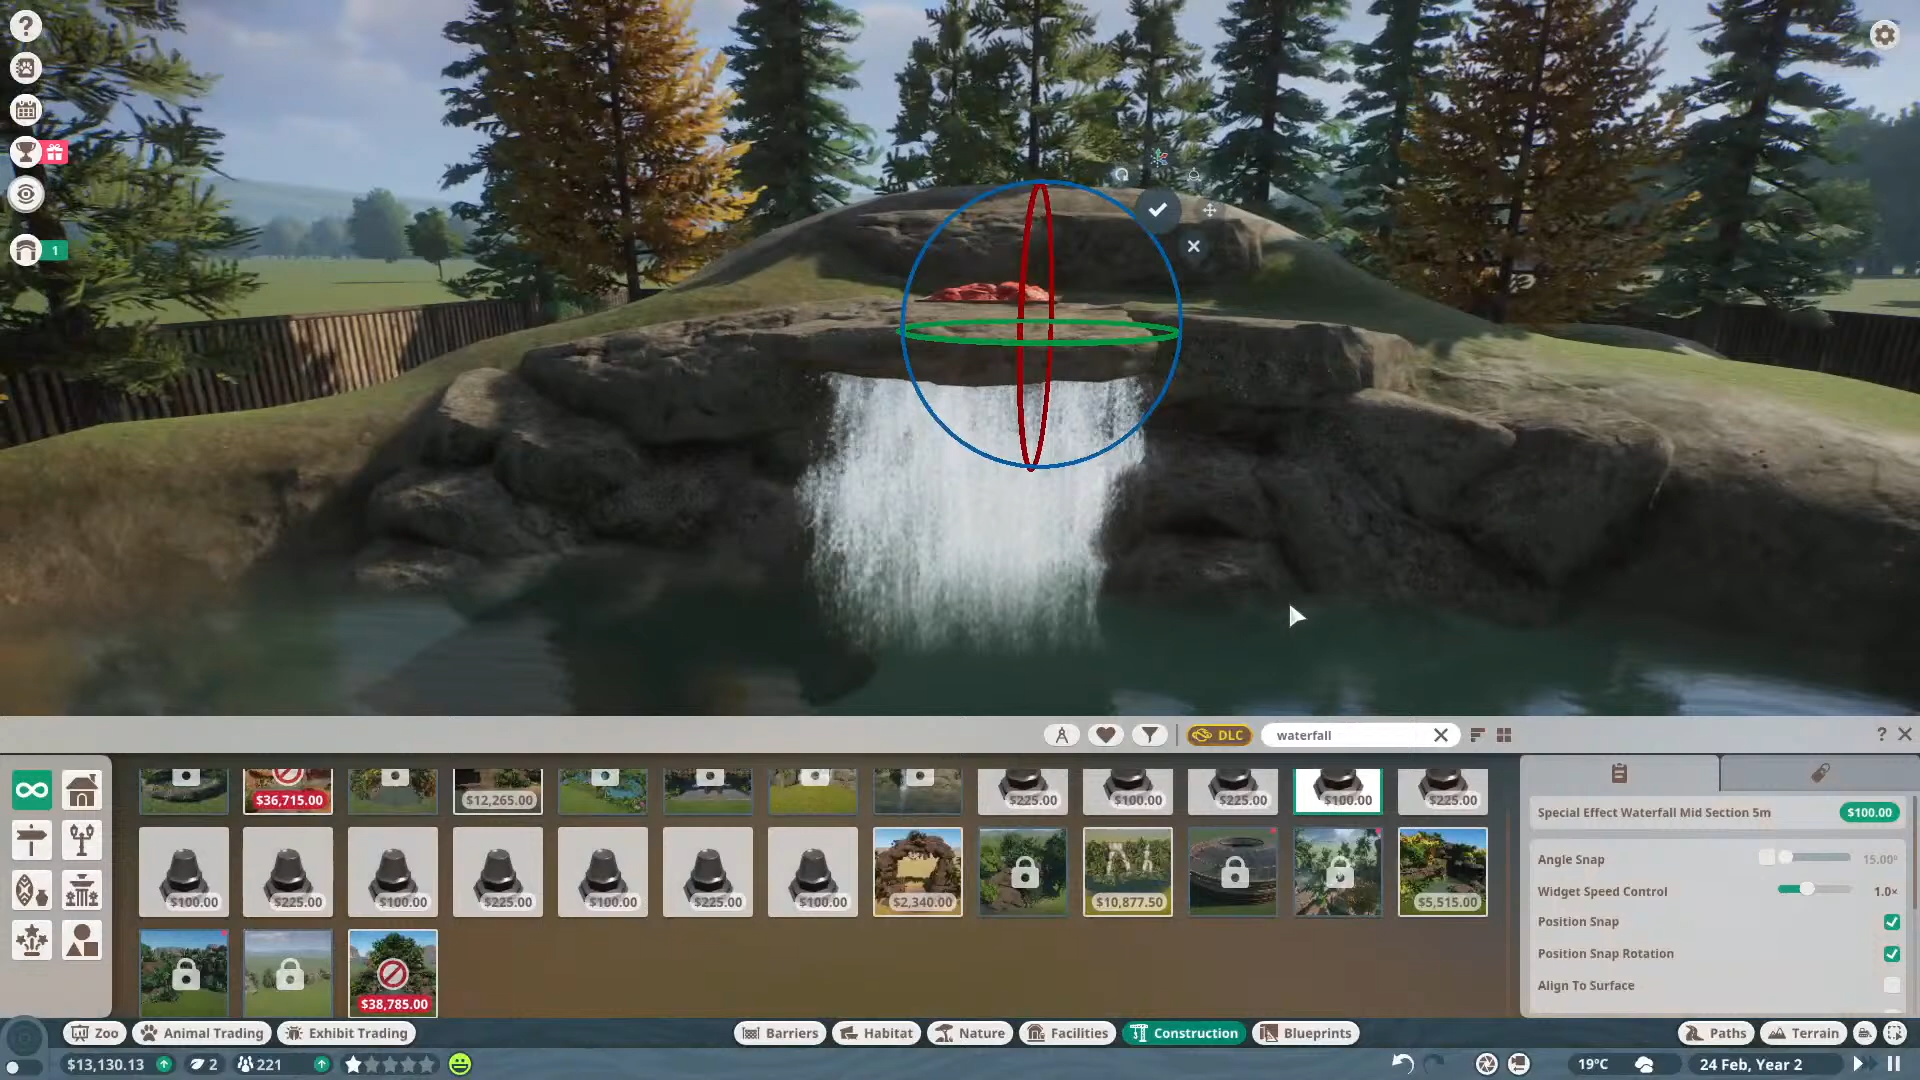 1
DLC
waterfall
?
$36,715.00
$12,265.00
$225.00
$100.00
$225.00
$100.00
$225.00
$100.00
$225.00
$100.00
$225.00
$100.00
$225.00
$100.00
$2,340.00
$10,877.50
$5,515.00
$38,785.00
Special Effect Waterfall Mid Section 5m
$100.00
Angle Snap
15.00°
Widget Speed Control
1.0×
Position Snap
Position Snap Rotation
Align To Surface
Zoo
Animal Trading
Exhibit Trading
Barriers
Habitat
Nature
Facilities
Construction
Blueprints
Paths
Terrain
$13,130.13
2
221
19°C
24 Feb, Year 2